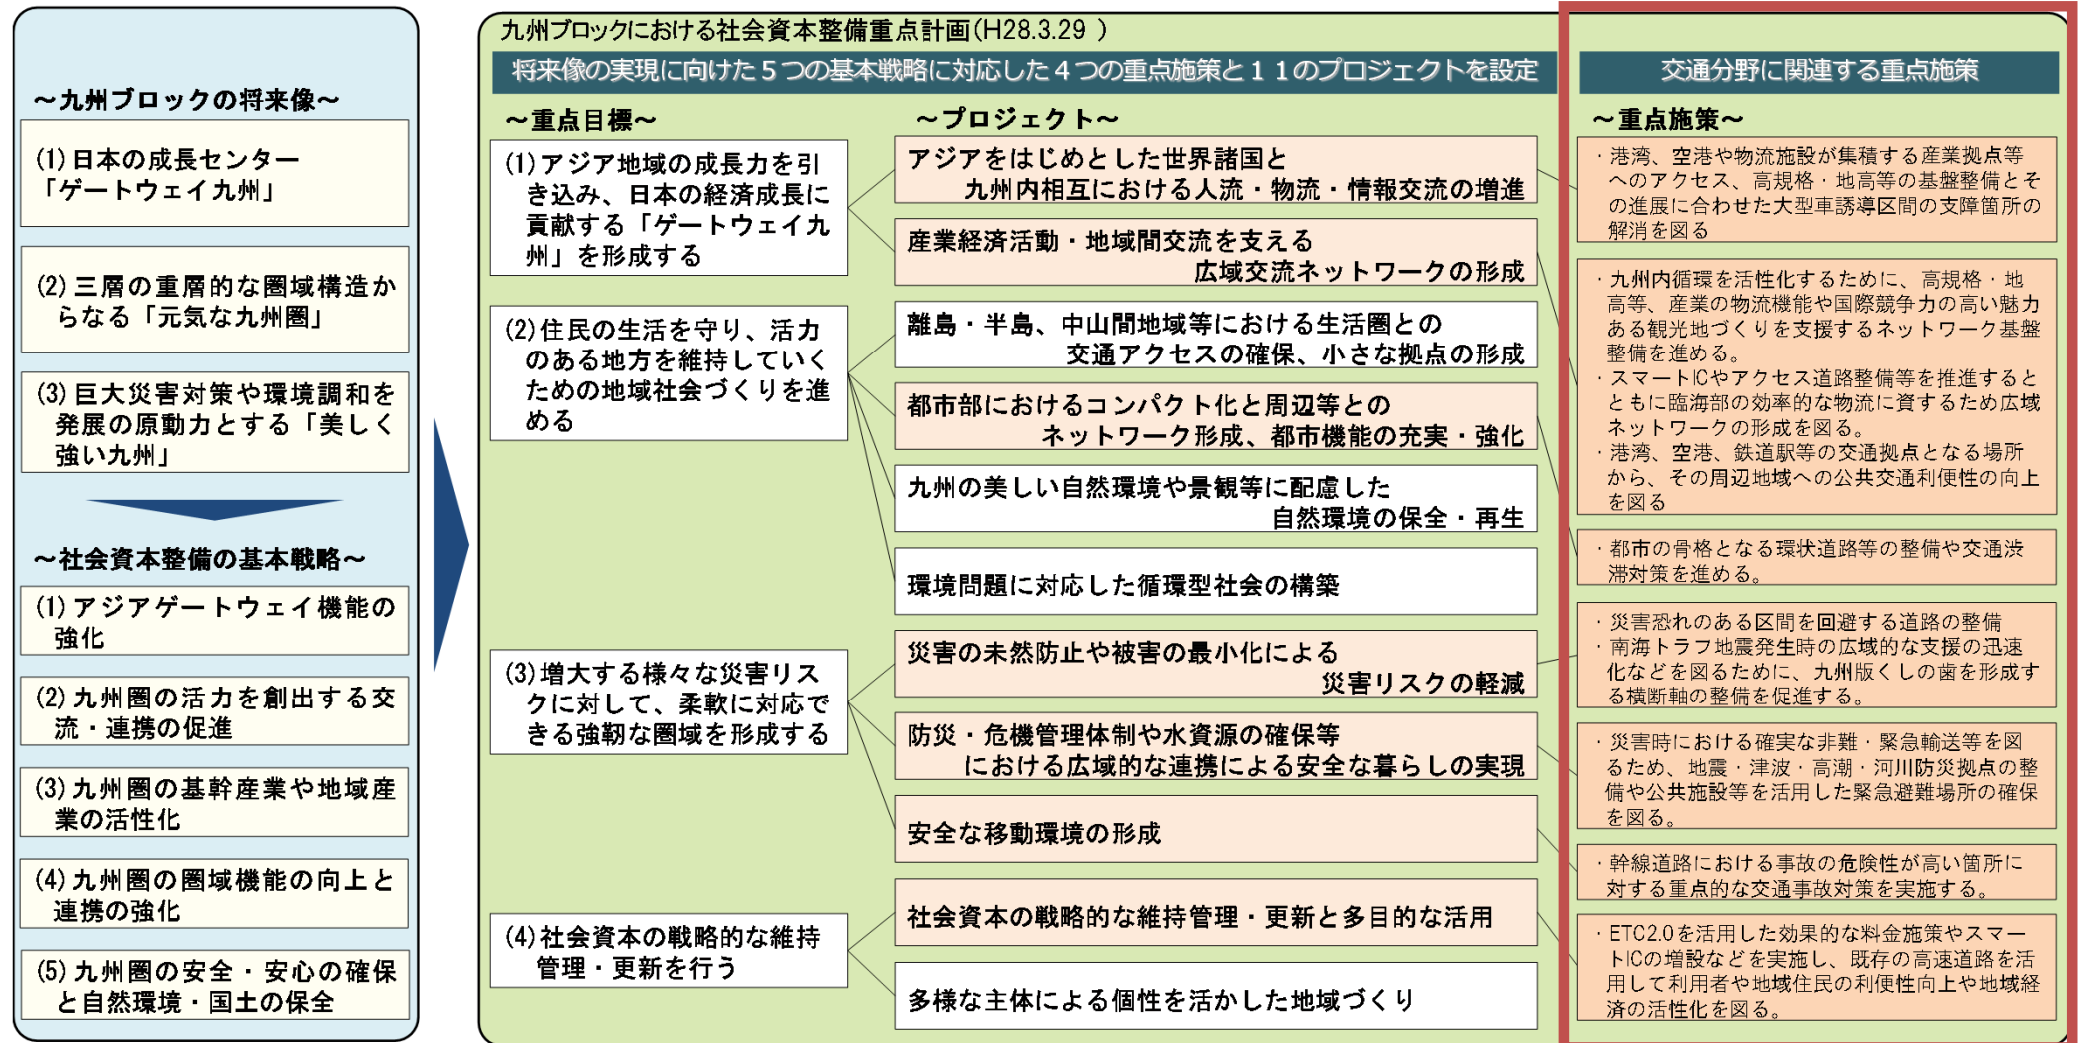 ～九州ブロックの将来像～
(1)日本の成長センター
「ゲートウェイ九州」
(2)三層の重層的な圏域構造か
らなる「元気な九州圏」
(3)巨大災害対策や環境調和を
発展の原動力とする「美しく
強い九州」
～社会資本整備の基本戦略～
(1)アジアゲートウェイ機能の
強化
(2)九州圏の活力を創出する交
流・連携の促進
(3)九州圏の基幹産業や地域産
業の活性化
(4)九州圏の圏域機能の向上と
連携の強化
(5)九州圏の安全・安心の確保
と自然環境・国土の保全
九州ブロックにおける社会資本整備重点計画(H28.3.29 )
将来像の実現に向けた５つの基本戦略に対応した４つの重点施策と１１のプロジェクトを設定
～重点目標～
(1)アジア地域の成長力を引
き込み、日本の経済成長に
貢献する「ゲートウェイ九
州」を形成する
(2)住民の生活を守り、活力
のある地方を維持していく
ための地域社会づくりを進
める
(3)増大する様々な災害リス
クに対して、柔軟に対応で
きる強靭な圏域を形成する
(4)社会資本の戦略的な維持
管理・更新を行う
～プロジェクト～
アジアをはじめとした世界諸国と
九州内相互における人流・物流・情報交流の増進
産業経済活動・地域間交流を支える
広域交流ネットワークの形成
離島・半島、中山間地域等における生活圏との
交通アクセスの確保、小さな拠点の形成
都市部におけるコンパクト化と周辺等との
ネットワーク形成、都市機能の充実・強化
九州の美しい自然環境や景観等に配慮した
自然環境の保全・再生
環境問題に対応した循環型社会の構築
災害の未然防止や被害の最小化による
災害リスクの軽減
防災・危機管理体制や水資源の確保等
における広域的な連携による安全な暮らしの実現
安全な移動環境の形成
社会資本の戦略的な維持管理・更新と多目的な活用
多様な主体による個性を活かした地域づくり
交通分野に関連する重点施策
～重点施策～
・港湾、空港や物流施設が集積する産業拠点等
へのアクセス、高規格・地高等の基盤整備とそ
の進展に合わせた大型車誘導区間の支障箇所の
解消を図る
・九州内循環を活性化するために、高規格・地
高等、産業の物流機能や国際競争力の高い魅力
ある観光地づくりを支援するネットワーク基盤
整備を進める。
・スマートICやアクセス道路整備等を推進すると
ともに臨海部の効率的な物流に資するため広域
ネットワークの形成を図る。
・港湾、空港、鉄道駅等の交通拠点となる場所
から、その周辺地域への公共交通利便性の向上
を図る
・都市の骨格となる環状道路等の整備や交通渋
滞対策を進める。
・災害恐れのある区間を回避する道路の整備
・南海トラフ地震発生時の広域的な支援の迅速
化などを図るために、九州版くしの歯を形成す
る横断軸の整備を促進する。
・災害時における確実な非難・緊急輸送等を図
るため、地震・津波・高潮・河川防災拠点の整
備や公共施設等を活用した緊急避難場所の確保
を図る。
・幹線道路における事故の危険性が高い箇所に
対する重点的な交通事故対策を実施する。
・ETC2.0を活用した効果的な料金施策やスマー
トICの増設などを実施し、既存の高速道路を活
用して利用者や地域住民の利便性向上や地域経
済の活性化を図る。